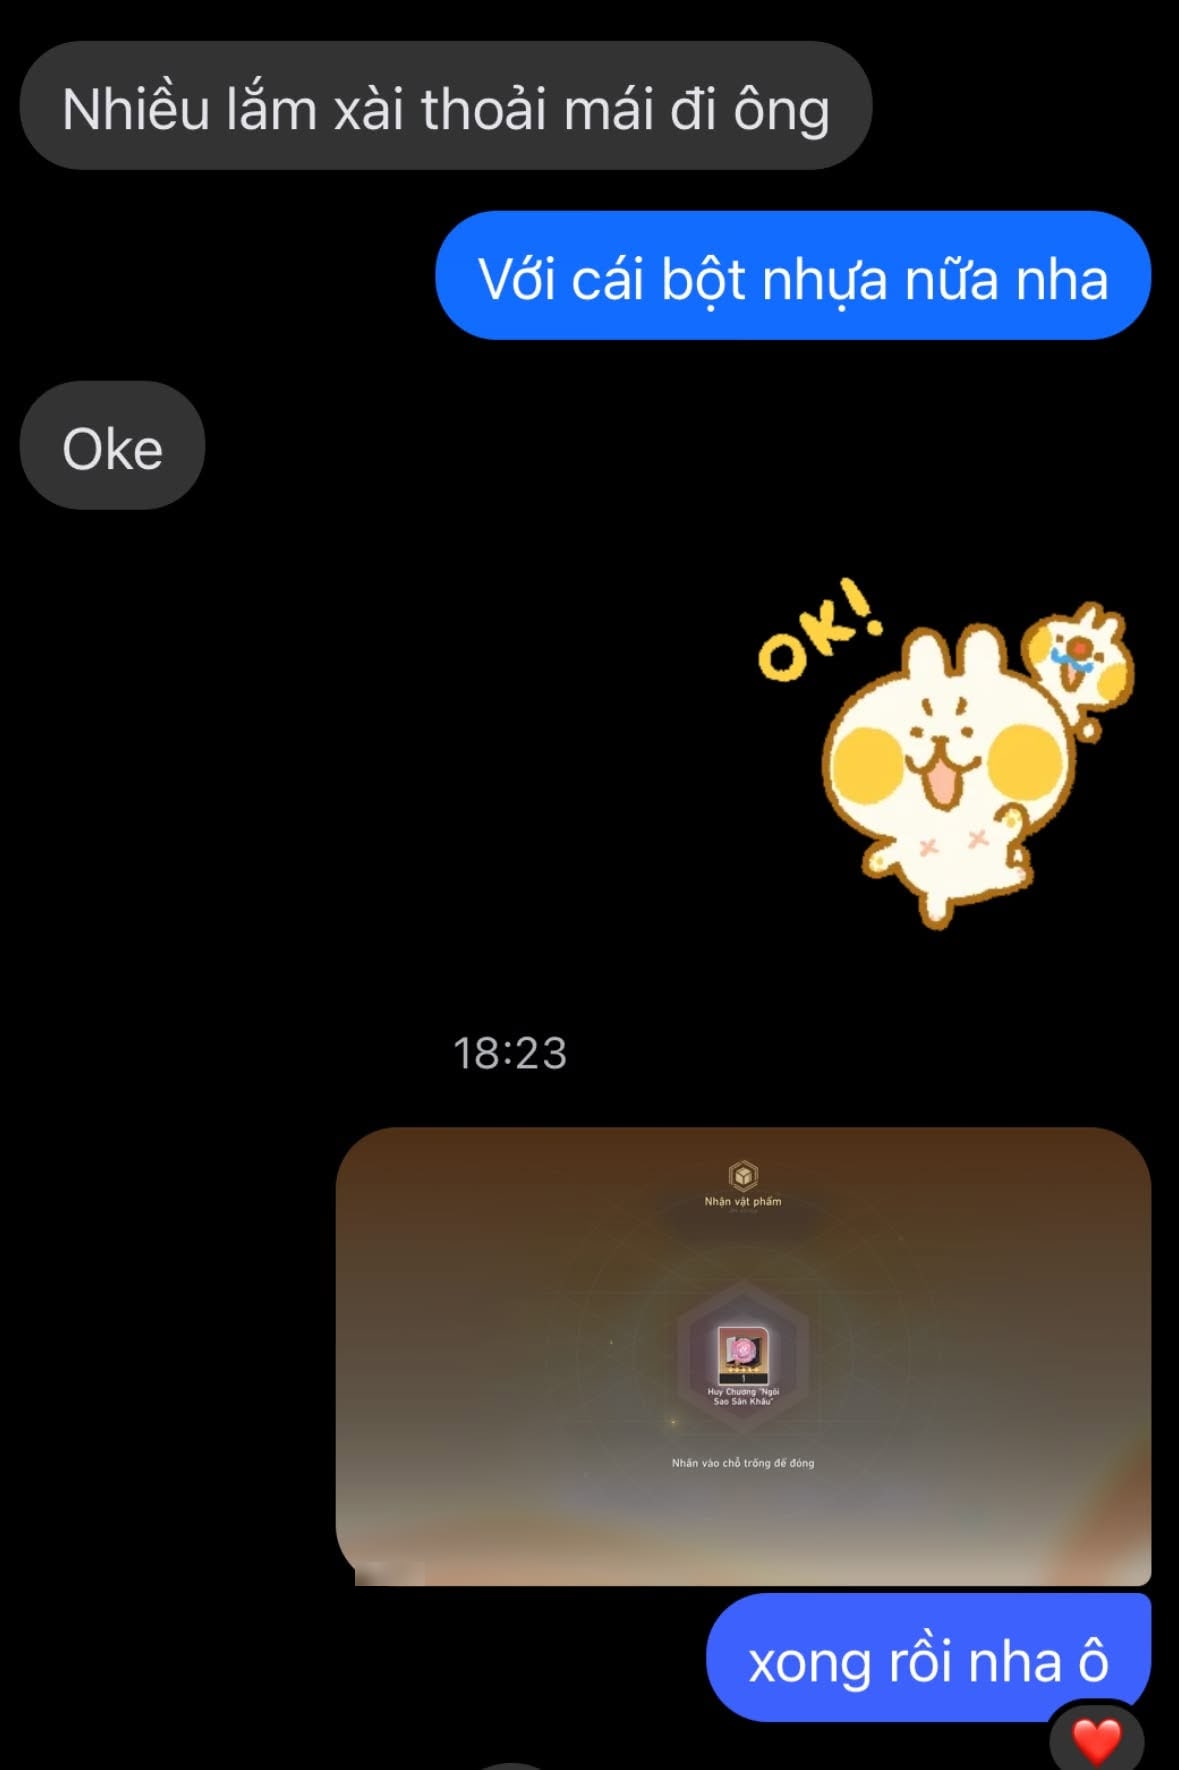 Nhiều lắm xài thoải mái đi ông
Với cái bột nhựa nữa nha
Oke
OK!
18:23
Nhận vật phẩm
1
Huy Chương "Ngôi
Sao Sân Khấu"
Nhấn vào chỗ trống để đóng
xong rồi nha ô